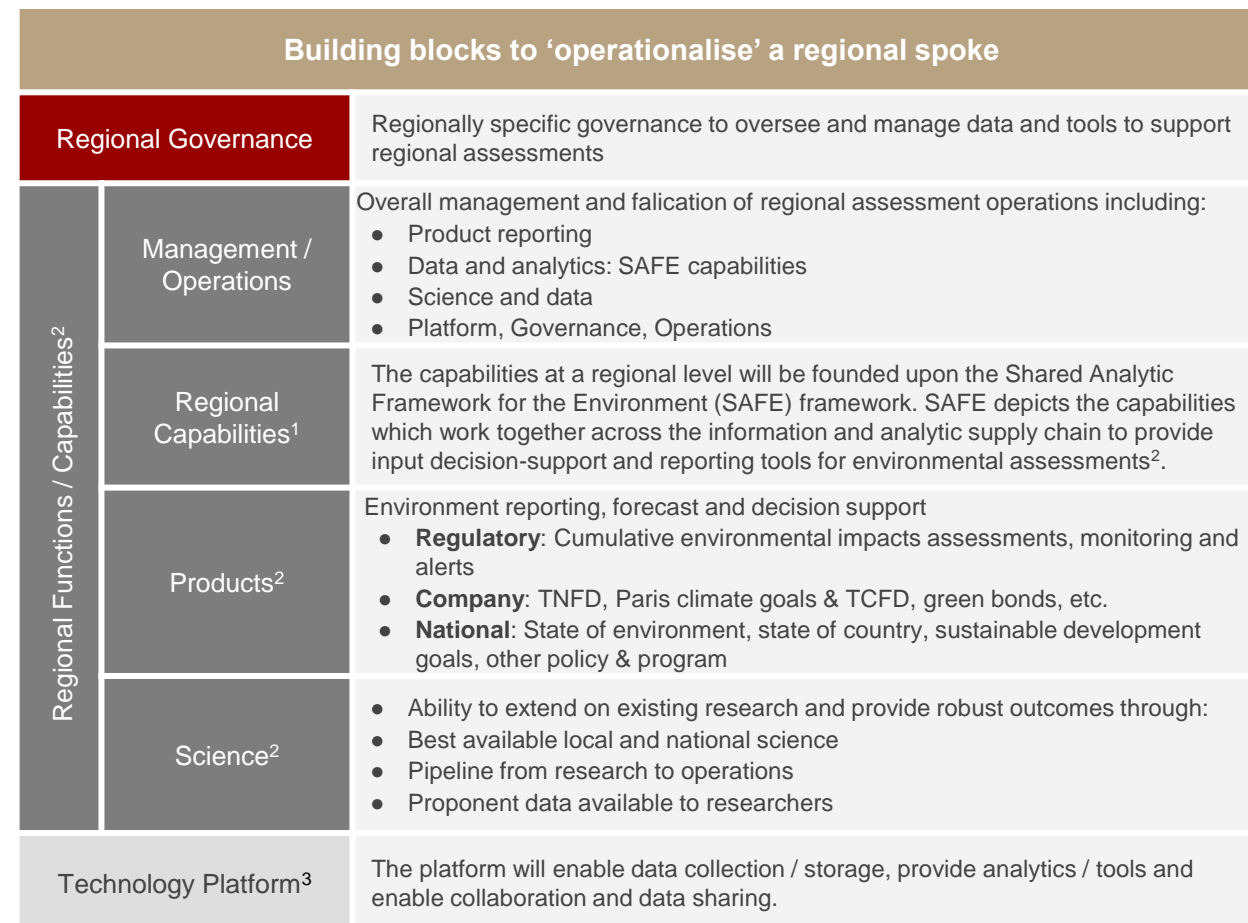 Building blocks to ‘operationalise’ a regional spoke
Regional Governance
Regionally specific governance to oversee and manage data and tools to support
regional assessments
Regional Functions / Capabilities²
Management /
Operations
Overall management and falication of regional assessment operations including:
● Product reporting
● Data and analytics: SAFE capabilities
● Science and data
● Platform, Governance, Operations
Regional
Capabilities¹
The capabilities at a regional level will be founded upon the Shared Analytic
Framework for the Environment (SAFE) framework. SAFE depicts the capabilities
which work together across the information and analytic supply chain to provide
input decision-support and reporting tools for environmental assessments².
Products²
Environment reporting, forecast and decision support
● Regulatory: Cumulative environmental impacts assessments, monitoring and
alerts
● Company: TNFD, Paris climate goals & TCFD, green bonds, etc.
● National: State of environment, state of country, sustainable development
goals, other policy & program
Science²
● Ability to extend on existing research and provide robust outcomes through:
● Best available local and national science
● Pipeline from research to operations
● Proponent data available to researchers
Technology Platform³
The platform will enable data collection / storage, provide analytics / tools and
enable collaboration and data sharing.